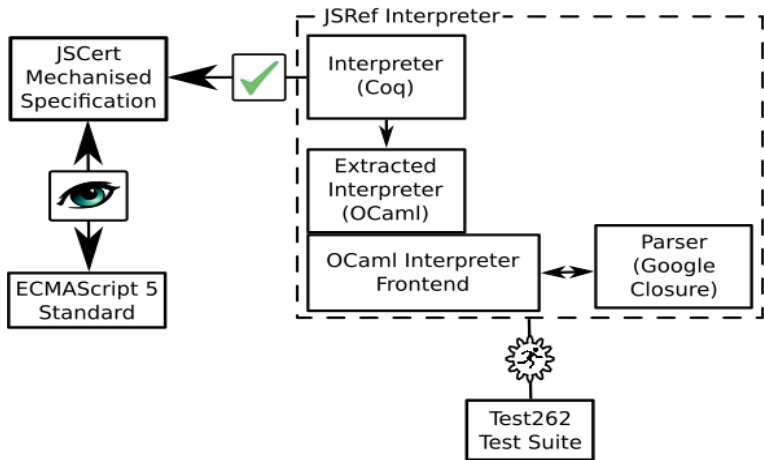 JSRef Interpreter
JSCert
Mechanised
Specification
Interpreter
(Coq)
Extracted
Interpreter
(OCaml)
OCaml Interpreter
Frontend
Parser
(Google
Closure)
ECMAScript 5
Standard
Test262
Test Suite